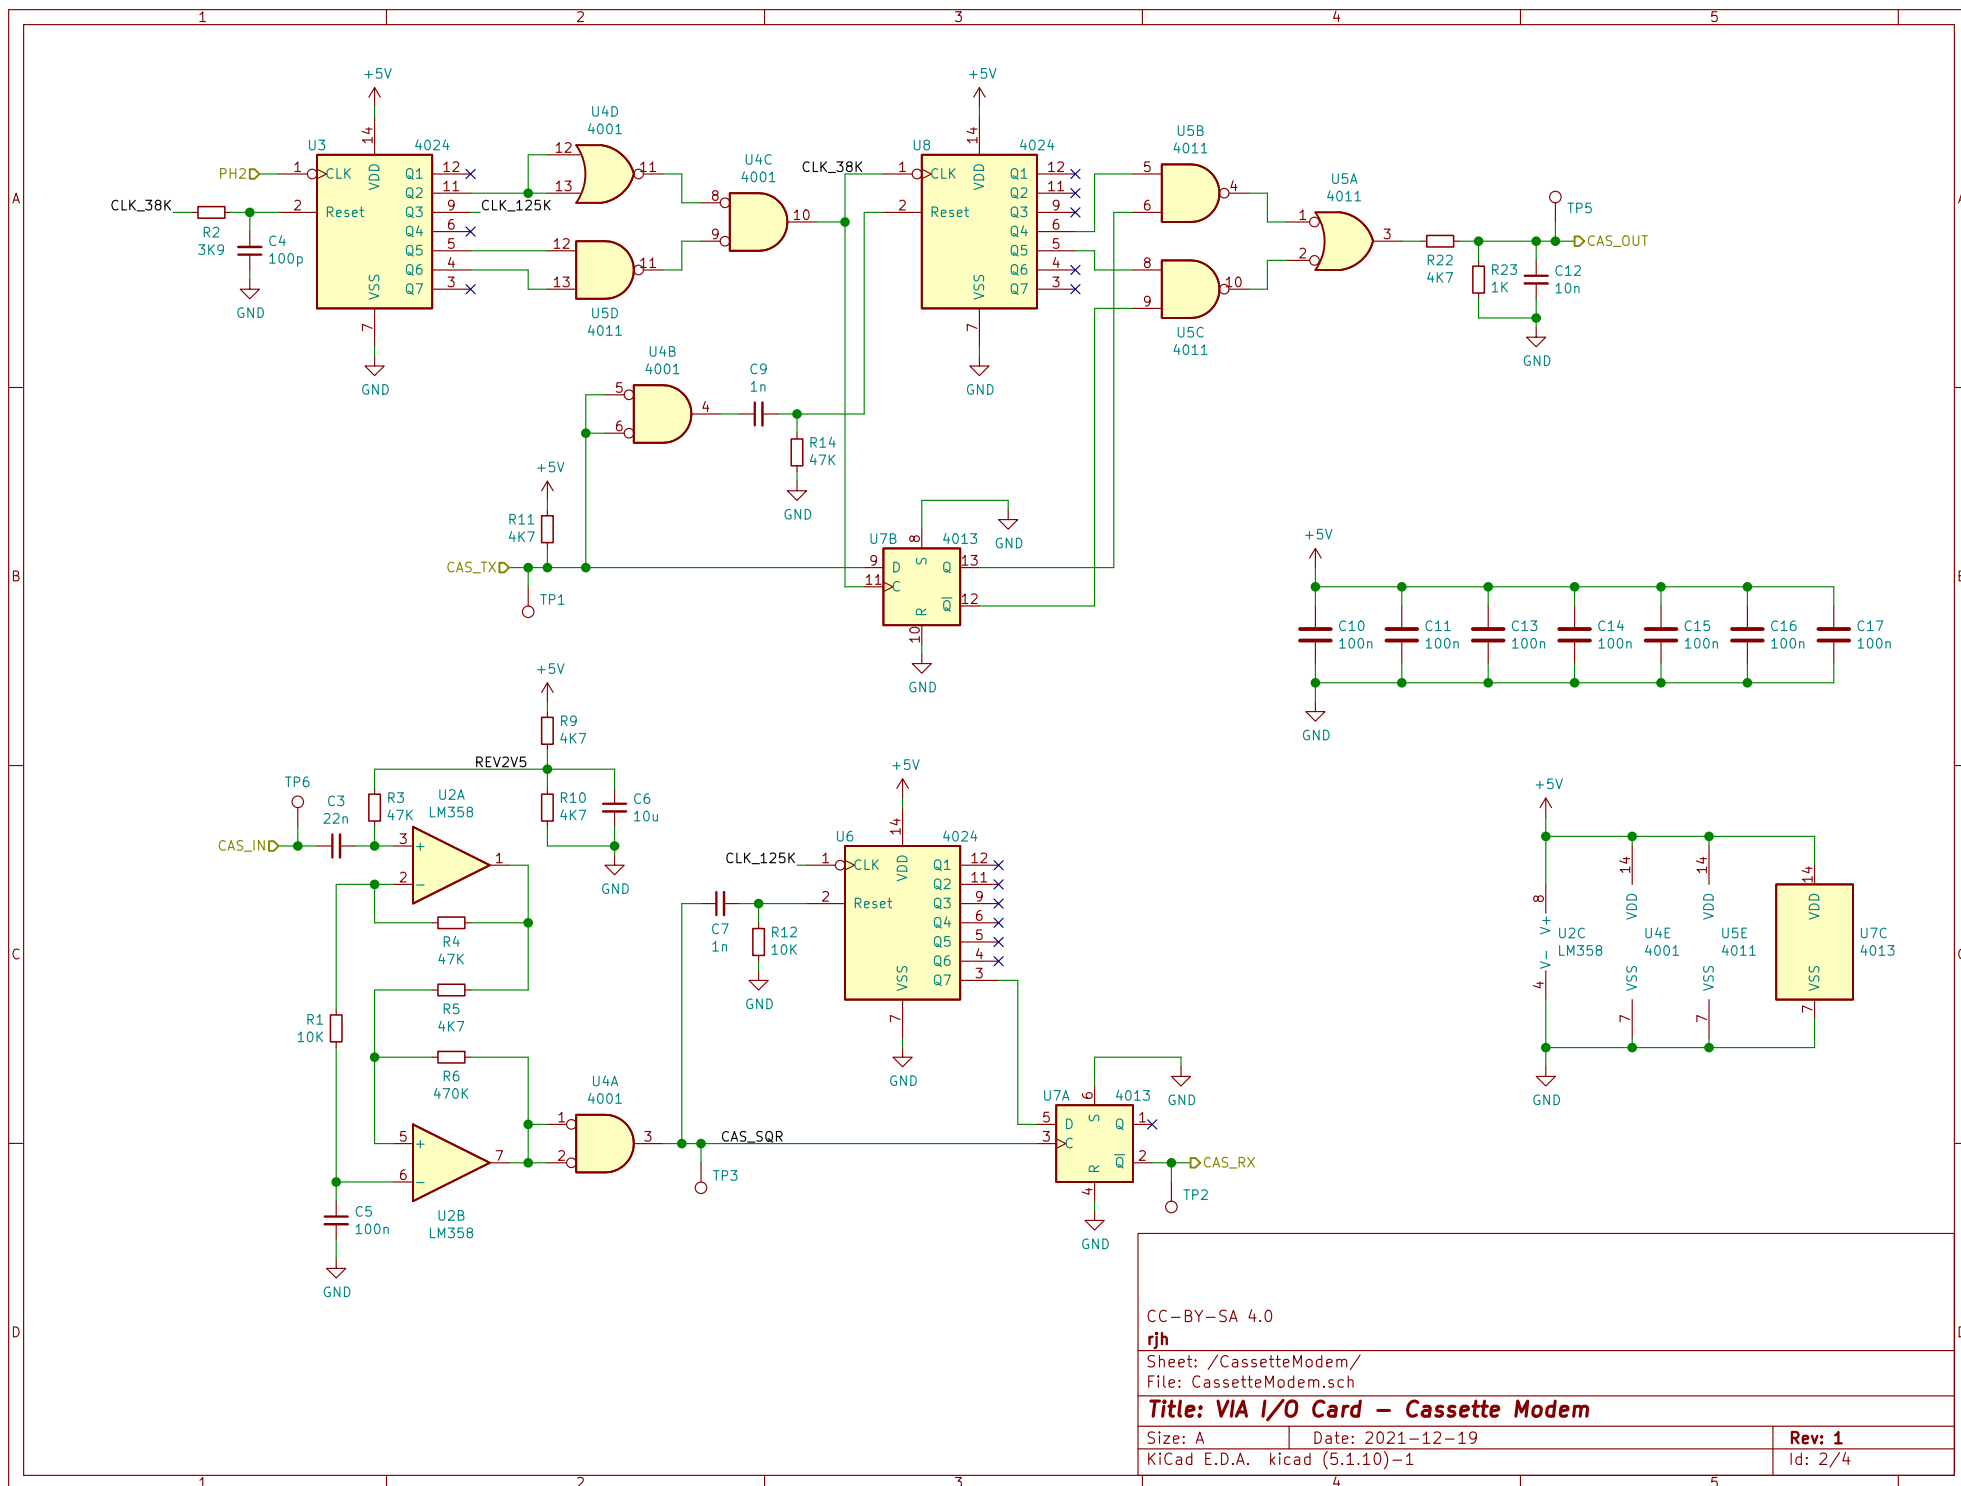 1 2 3 4 5
A
B
C
D
+5V
U3
4024
PH2
CLK_38K
R2
3K9
C4
100p
GND
1
2
14
7
CLK
Reset
VDD
VSS
Q1 12
Q2 11
Q3 9
Q4 6
Q5 5
Q6 4
Q7 3
GND
CLK_125K
U4D
4001
12
13
11
12
13
11
U5D
4011
U4C
4001
8
9
10
CLK_38K
+5V
U8
4024
1
2
14
7
CLK
Reset
VDD
VSS
Q1 12
Q2 11
Q3 9
Q4 6
Q5 5
Q6 4
Q7 3
GND
U5B
4011
5
6
4
8
9
10
U5C
4011
U5A
4011
1
2
3
R22
4K7
R23
1K
C12
10n
GND
TP5
CAS_OUT
U4B
4001
5
6
4
C9
1n
R14
47K
GND
+5V
R11
4K7
CAS_TX
TP1
U7B
4013
GND
8
9
11
10
D
C
S
R
Q
Q
13
12
GND
+5V
C10
100n
C11
100n
C13
100n
C14
100n
C15
100n
C16
100n
C17
100n
GND
+5V
R9
4K7
REV2V5
R10
4K7
C6
10u
GND
TP6
CAS_IN
C3
22n
R3
47K
U2A
LM358
3
2
1
+
−
R4
47K
R5
4K7
R1
10K
R6
470K
5
6
7
+
−
U2B
LM358
C5
100n
GND
U4A
4001
1
2
3
CAS_SQR
TP3
CLK_125K
C7
1n
R12
10K
GND
+5V
U6
4024
1
2
14
7
CLK
Reset
VDD
VSS
Q1 12
Q2 11
Q3 9
Q4 6
Q5 5
Q6 4
Q7 3
GND
U7A
4013
GND
6
5
3
4
D
C
S
R
Q
Q
1
2
CAS_RX
TP2
GND
+5V
8
V+
V−
4
U2C
LM358
14
VDD
VSS
7
U4E
4001
14
VDD
VSS
7
U5E
4011
14
VDD
VSS
7
U7C
4013
GND
CC−BY−SA 4.0
rjh
Sheet: /CassetteModem/
File: CassetteModem.sch
Title: VIA I/O Card − Cassette Modem
Size: A Date: 2021−12−19 Rev: 1
KiCad E.D.A. kicad (5.1.10)−1 Id: 2/4
1 2 3 4 5